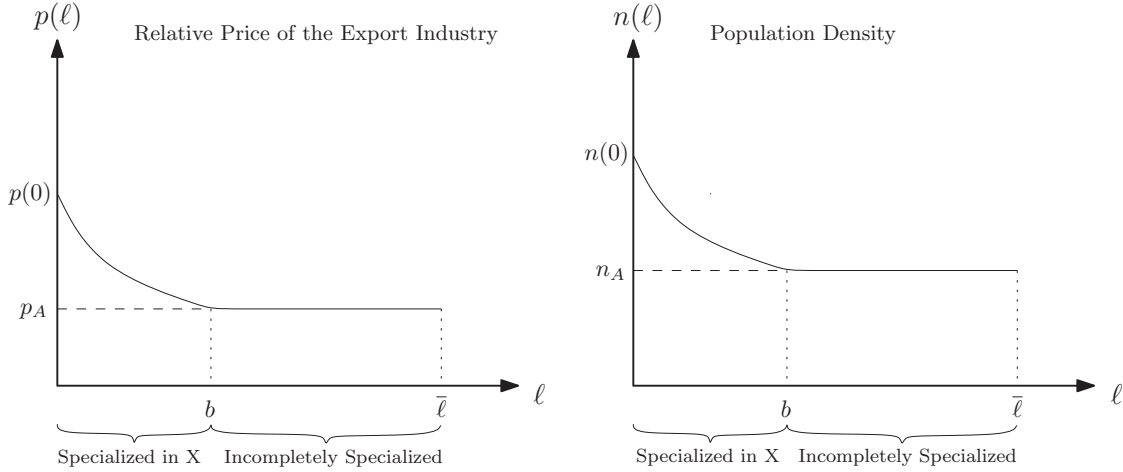 p(ℓ)
Relative Price of the Export Industry
p(0)
p_A
b
ℓ̅
ℓ
Specialized in X
Incompletely Specialized
n(ℓ)
Population Density
n(0)
n_A
b
ℓ̅
ℓ
Specialized in X
Incompletely Specialized